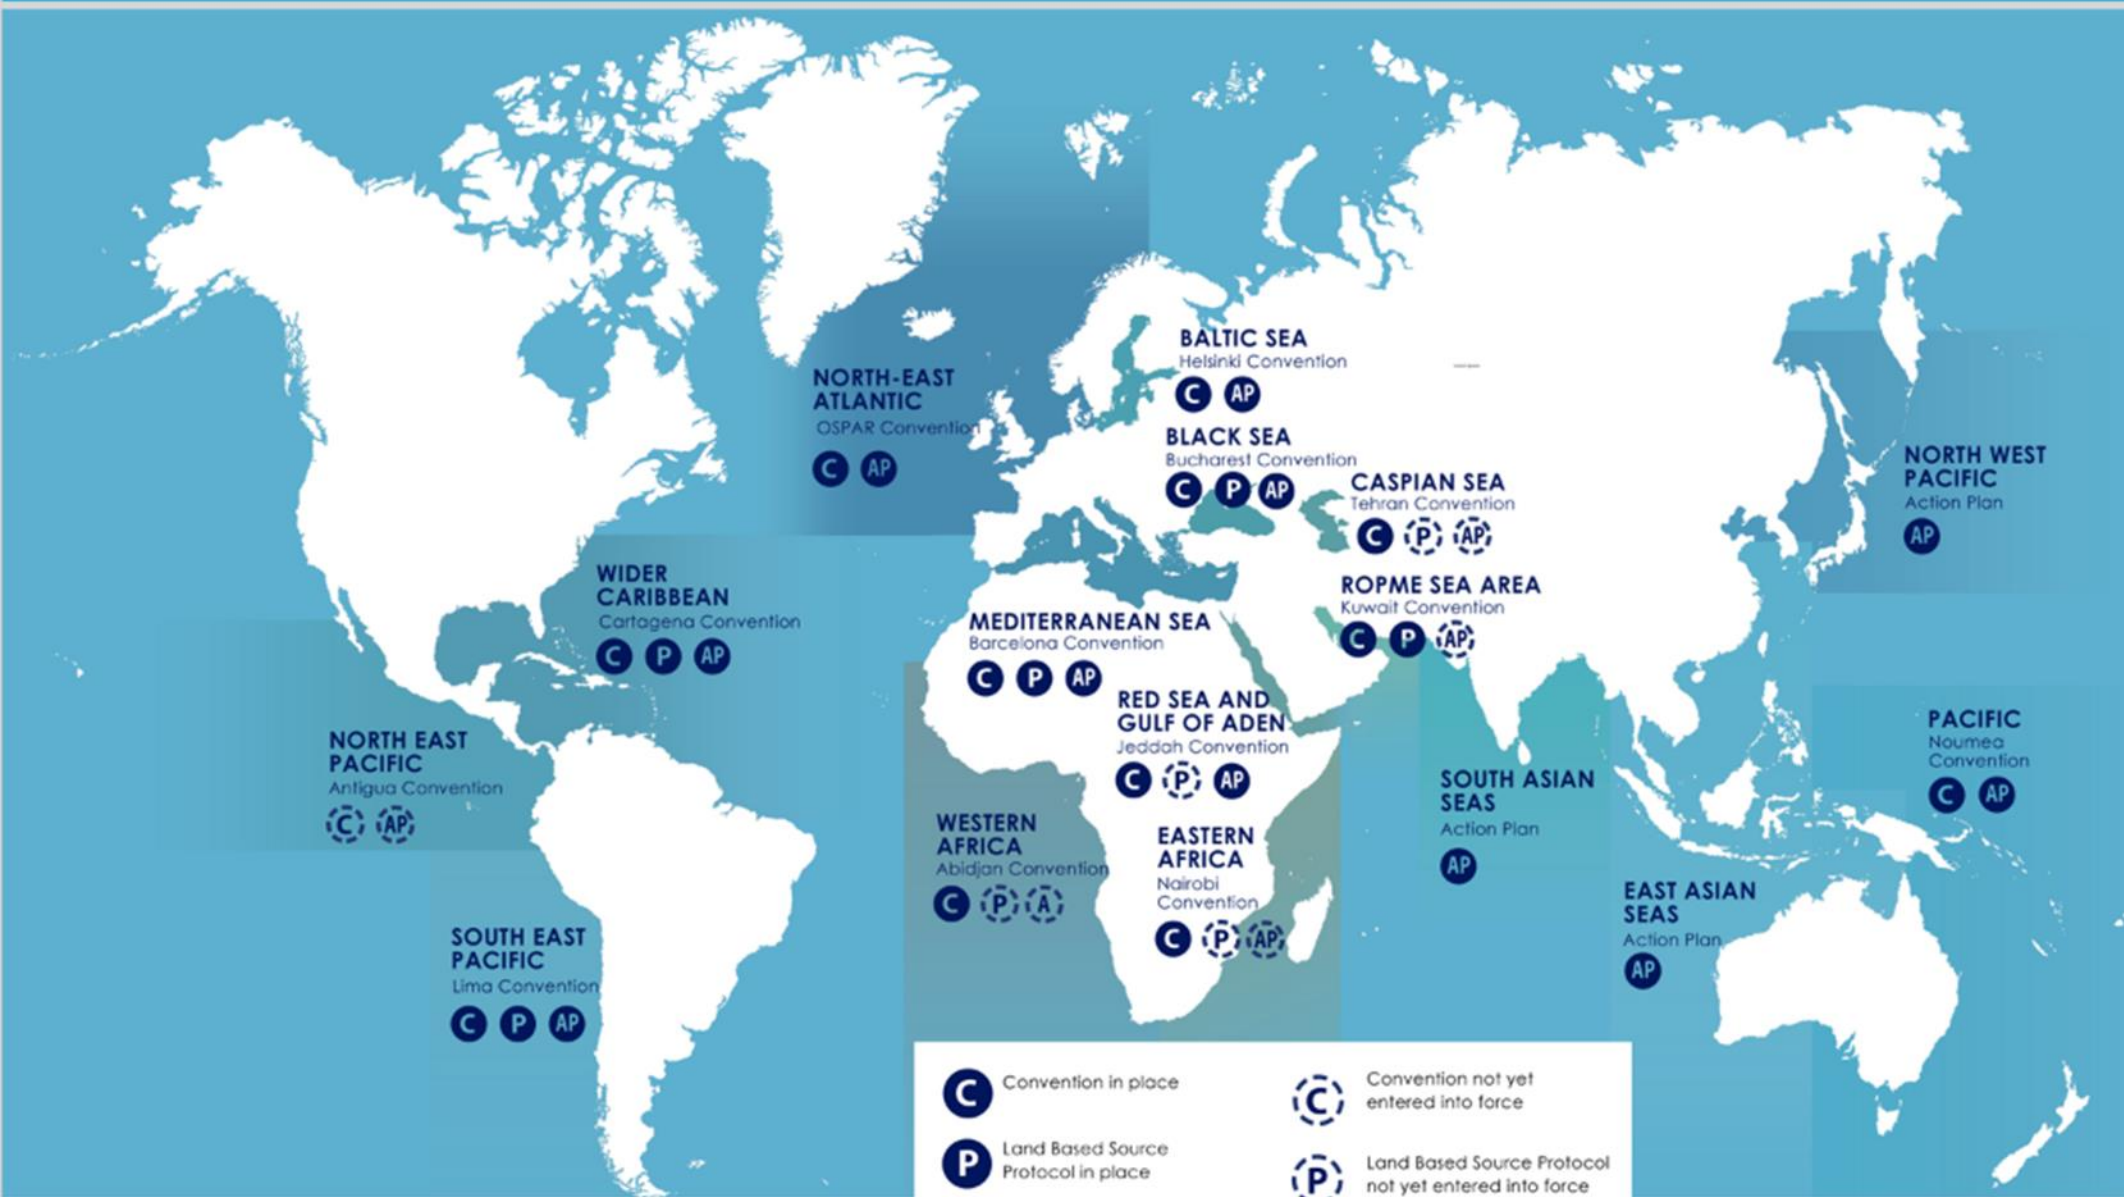 BALTIC SEA
Helsinki Convention
C AP
NORTH-EAST
ATLANTIC
OSPAR Convention
C AP
BLACK SEA
Bucharest Convention
C P AP
CASPIAN SEA
Tehran Convention
C P AP
NORTH WEST
PACIFIC
Action Plan
AP
WIDER
CARIBBEAN
Cartagena Convention
C P AP
ROPME SEA AREA
Kuwait Convention
C P AP
MEDITERRANEAN SEA
Barcelona Convention
C P AP
RED SEA AND
GULF OF ADEN
Jeddah Convention
C P AP
NORTH EAST
PACIFIC
Antigua Convention
C AP
PACIFIC
Noumea
Convention
C AP
SOUTH ASIAN
SEAS
Action Plan
AP
WESTERN
AFRICA
Abidjan Convention
C P A
EASTERN
AFRICA
Nairobi
Convention
C P AP
EAST ASIAN
SEAS
Action Plan
AP
SOUTH EAST
PACIFIC
Lima Convention
C P AP
C Convention in place
C Convention not yet
entered into force
P Land Based Source
Protocol in place
P Land Based Source Protocol
not yet entered into force